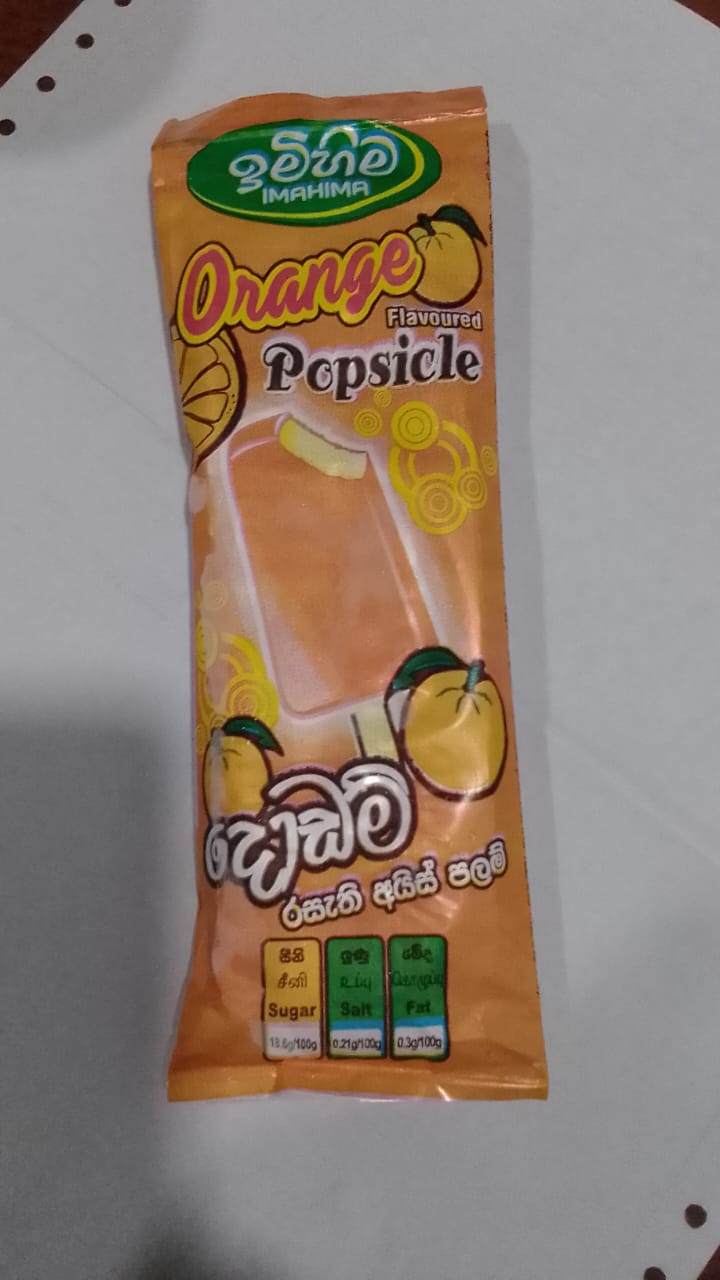 ඉමිහිම
IMAHIMA
Orange
Flavoured
Popsicle
දොඩම්
රසැති අයිස් පලම්
සීනි ලුණු මේද
சீனி உப்பு கொழுப்பு
Sugar Salt Fat
18.6g/100g 0.21g/100g 0.3g/100g